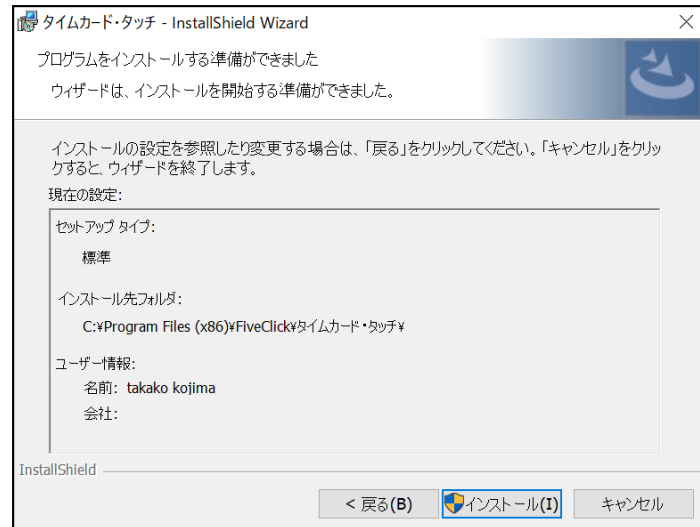 タイムカード・タッチ - InstallShield Wizard
プログラムをインストールする準備ができました
ウィザードは、インストールを開始する準備ができました。
インストールの設定を参照したり変更する場合は、「戻る」をクリックしてください。「キャンセル」をクリッ
クすると、ウィザードを終了します。
現在の設定:
セットアップ タイプ:
標準
インストール先フォルダ:
C:¥Program Files (x86)¥FiveClick¥タイムカード・タッチ¥
ユーザー情報:
名前: takako kojima
会社:
InstallShield
< 戻る(B) インストール(I) キャンセル